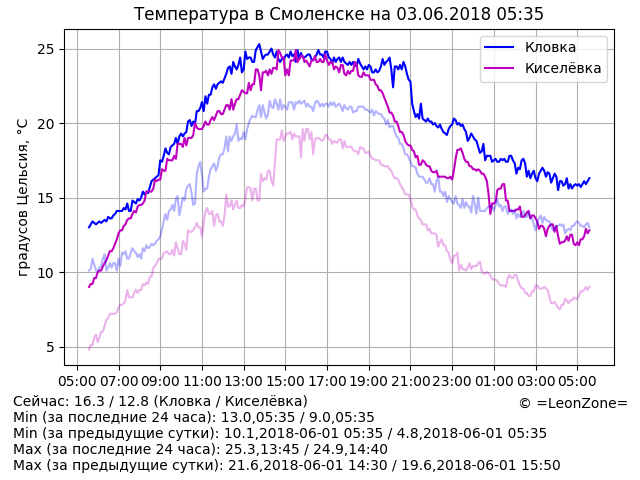 Температура в Смоленске на 03.06.2018 05:35
Кловка
Киселёвка
градусов Цельсия, °C
25
20
15
10
5
05:00 07:00 09:00 11:00 13:00 15:00 17:00 19:00 21:00 23:00 01:00 03:00 05:00
Сейчас: 16.3 / 12.8 (Кловка / Киселёвка)
© =LeonZone=
Min (за последние 24 часа): 13.0,05:35 / 9.0,05:35
Min (за предыдущие сутки): 10.1,2018-06-01 05:35 / 4.8,2018-06-01 05:35
Max (за последние 24 часа): 25.3,13:45 / 24.9,14:40
Max (за предыдущие сутки): 21.6,2018-06-01 14:30 / 19.6,2018-06-01 15:50